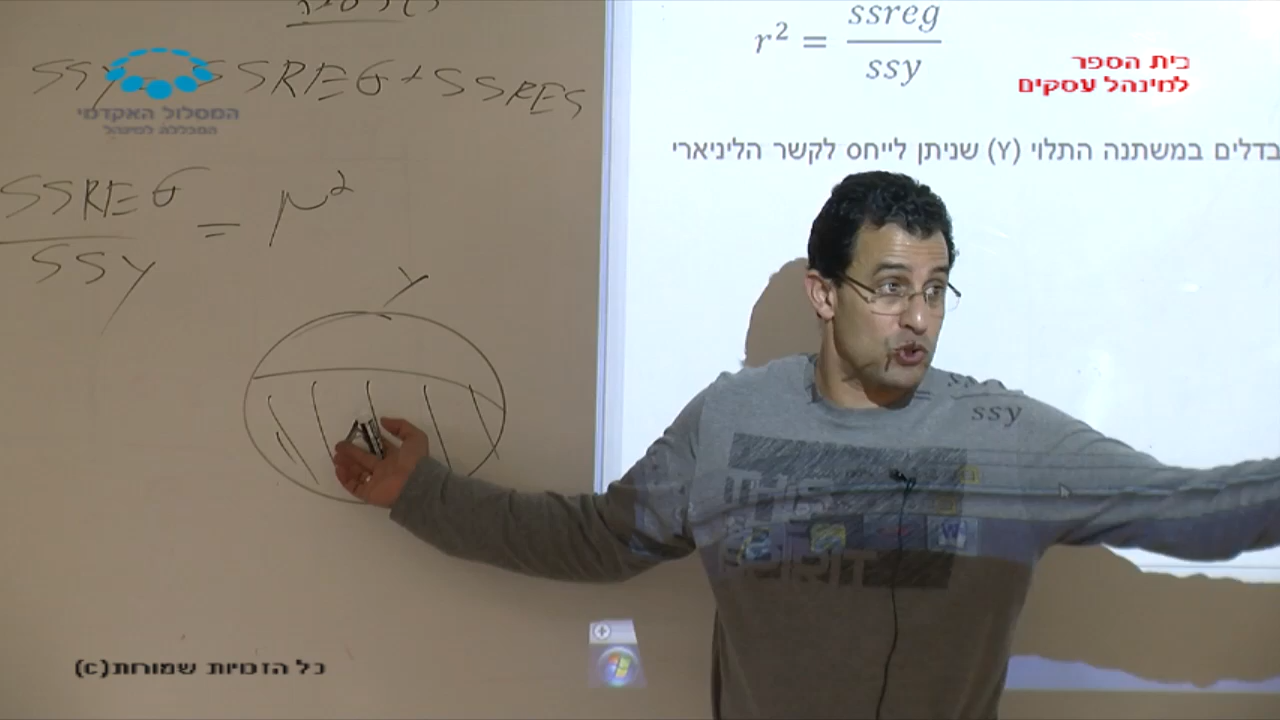 SSY = SSREG + SSRES
המסלול האקדמי
המכללה למינהל
SSREG
SSY
= r²
Y
r² = ssreg
ssy
בית הספר
למינהל עסקים
בדלים במשתנה התלוי (Y) שניתן לייחס לקשר הליניארי
ssy
כל הזכויות שמורות(c)